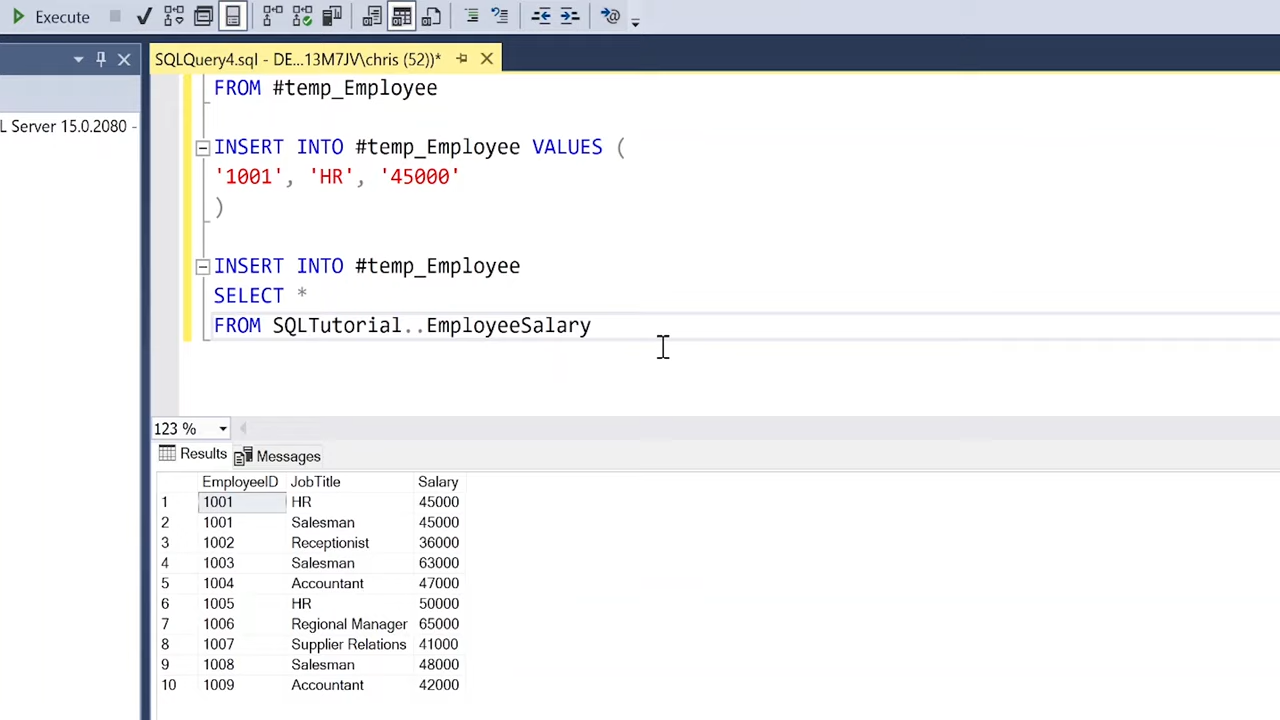 Execute
SQLQuery4.sql - DE...13M7JV\chris (52))*
L Server 15.0.2080 -
FROM #temp_Employee
INSERT INTO #temp_Employee VALUES (
'1001', 'HR', '45000'
)
INSERT INTO #temp_Employee
SELECT *
FROM SQLTutorial..EmployeeSalary
123 %
Results Messages
EmployeeID JobTitle Salary
1 1001 HR 45000
2 1001 Salesman 45000
3 1002 Receptionist 36000
4 1003 Salesman 63000
5 1004 Accountant 47000
6 1005 HR 50000
7 1006 Regional Manager 65000
8 1007 Supplier Relations 41000
9 1008 Salesman 48000
10 1009 Accountant 42000